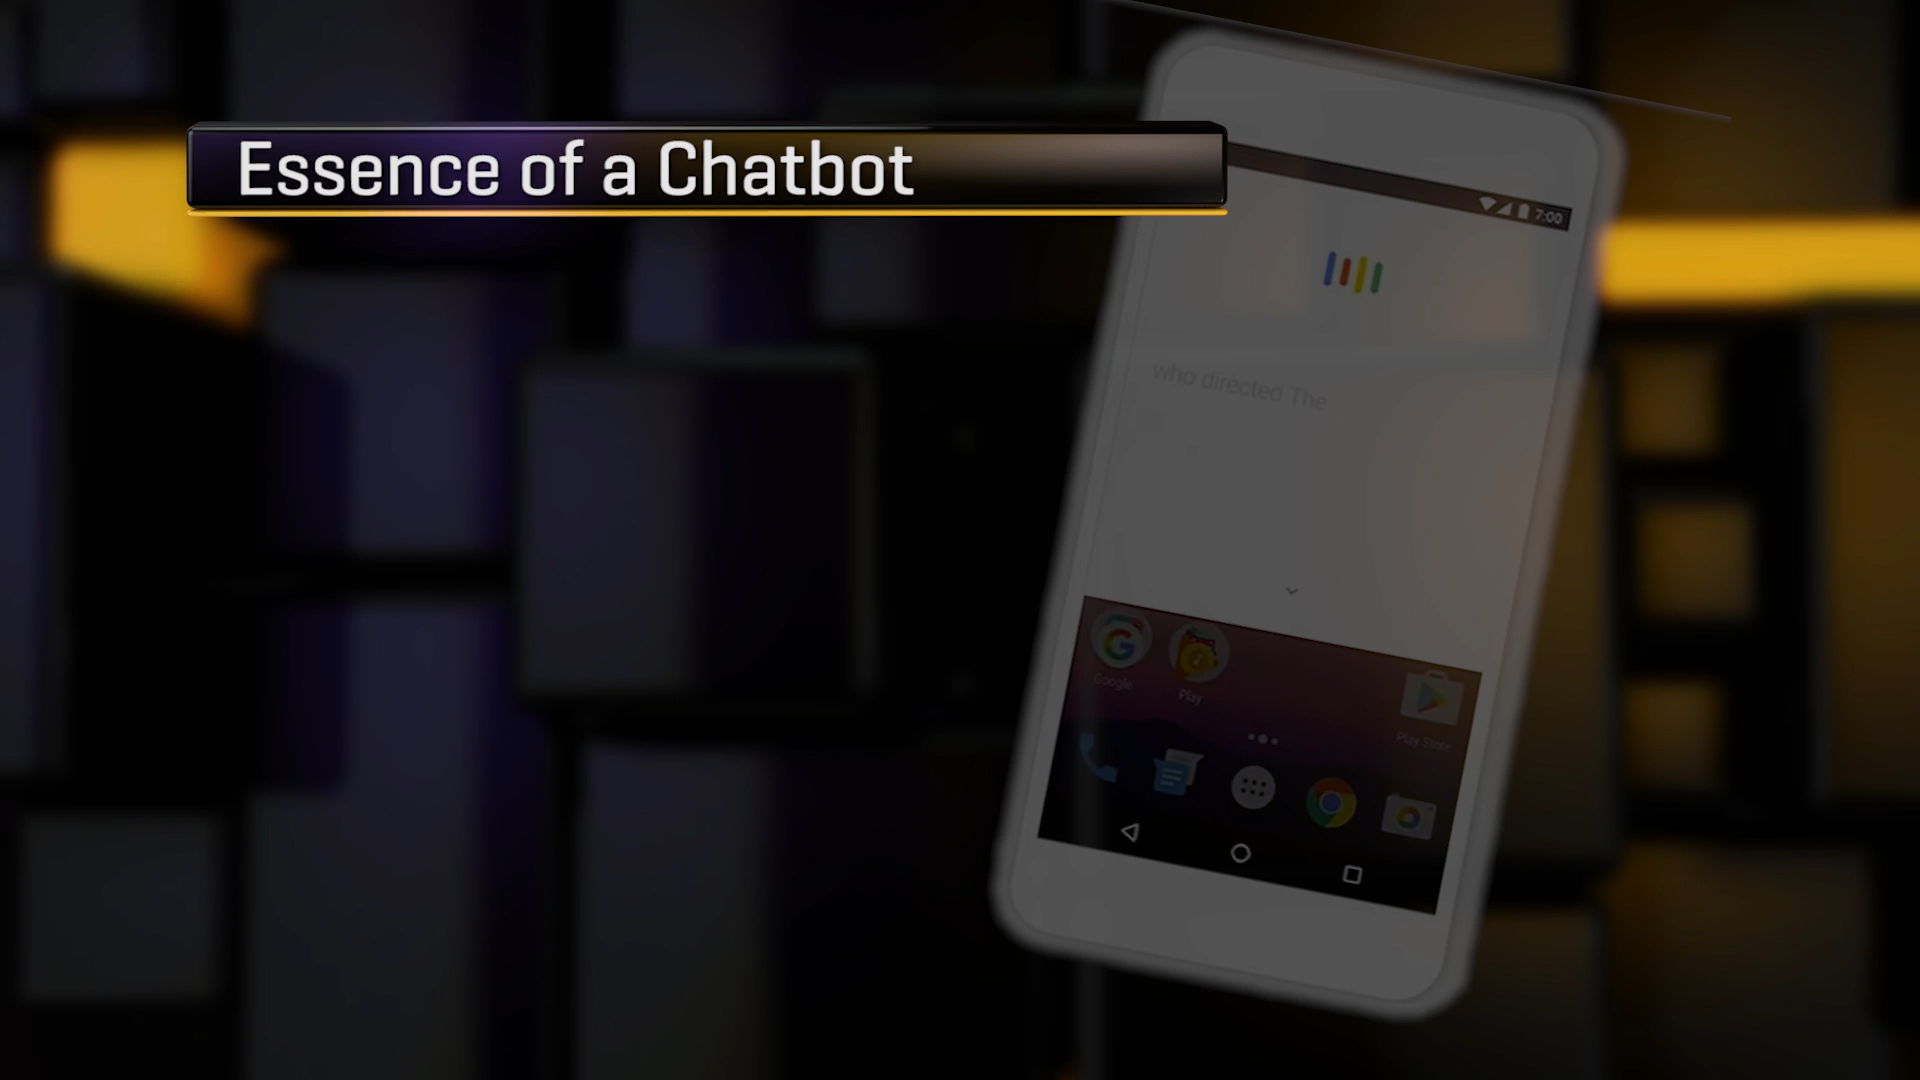 Essence of a Chatbot
7:00
who directed The
Google
Play
Play Store